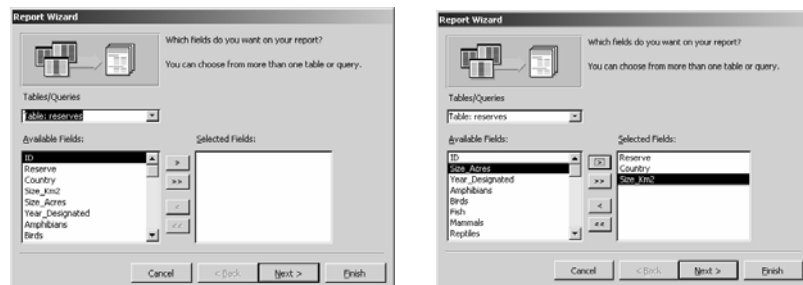 Report Wizard
Which fields do you want on your report?
You can choose from more than one table or query.
Tables/Queries
Table: reserves
Available Fields:
Selected Fields:
ID
Reserve
Country
Size_Km2
Size_Acres
Year_Designated
Amphibians
Birds
>
>>
<
<<
Cancel
< Back
Next >
Finish
Report Wizard
Which fields do you want on your report?
You can choose from more than one table or query.
Tables/Queries
Table: reserves
Available Fields:
Selected Fields:
ID
Size_Acres
Year_Designated
Amphibians
Birds
Fish
Mammals
Reptiles
>
>>
<
<<
Reserve
Country
Size_Km2
Cancel
< Back
Next >
Finish